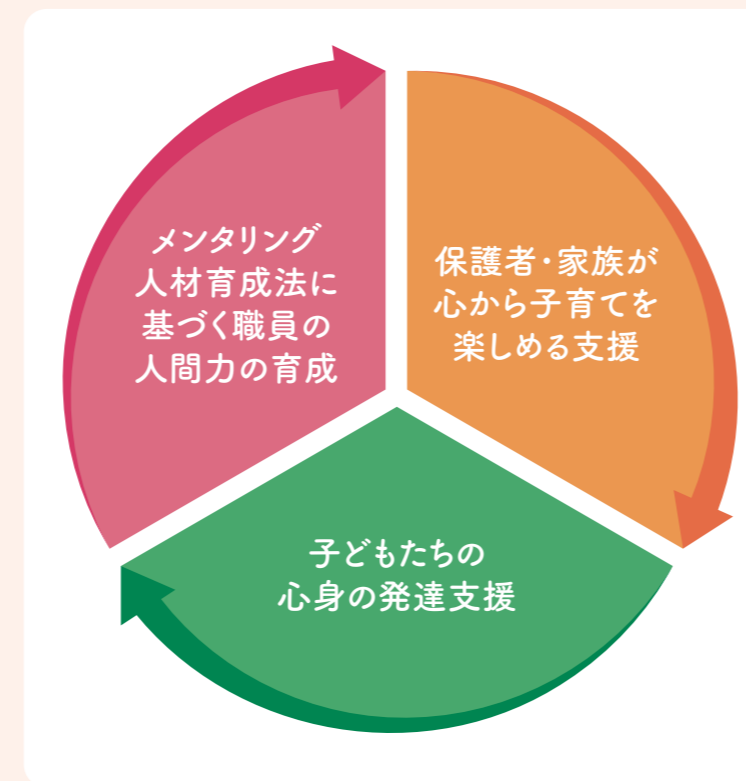 メンタリング
人材育成法に
基づく職員の
人間力の育成
保護者・家族が
心から子育てを
楽しめる支援
子どもたちの
心身の発達支援